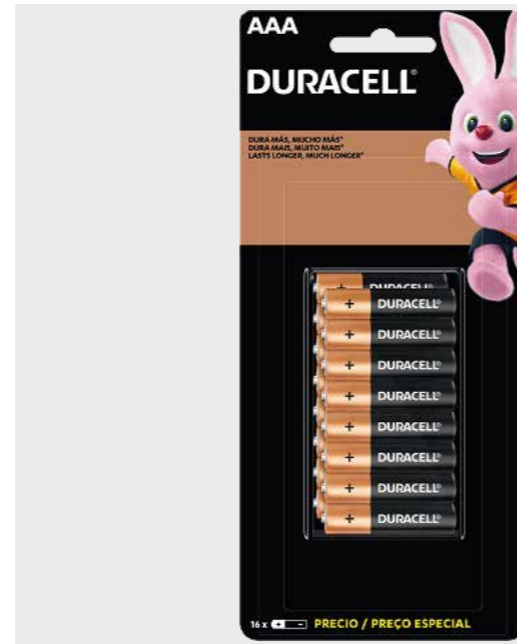 AAA
DURACELL®
DURA MÁS, MUCHO MÁS*
DURA MAIS, MUITO MAIS*
LASTS LONGER, MUCH LONGER*
+ DURACELL®
+ DURACELL®
+ DURACELL®
+ DURACELL®
+ DURACELL®
+ DURACELL®
+ DURACELL®
+ DURACELL®
+ DURACELL®
16 x + - PRECIO / PREÇO ESPECIAL